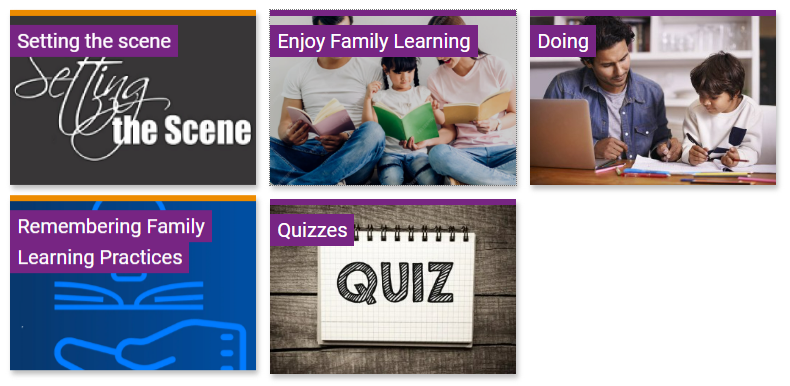 Setting the scene
Setting
the Scene
Enjoy Family Learning
Doing
Remembering Family
Learning Practices
Quizzes
QUIZ